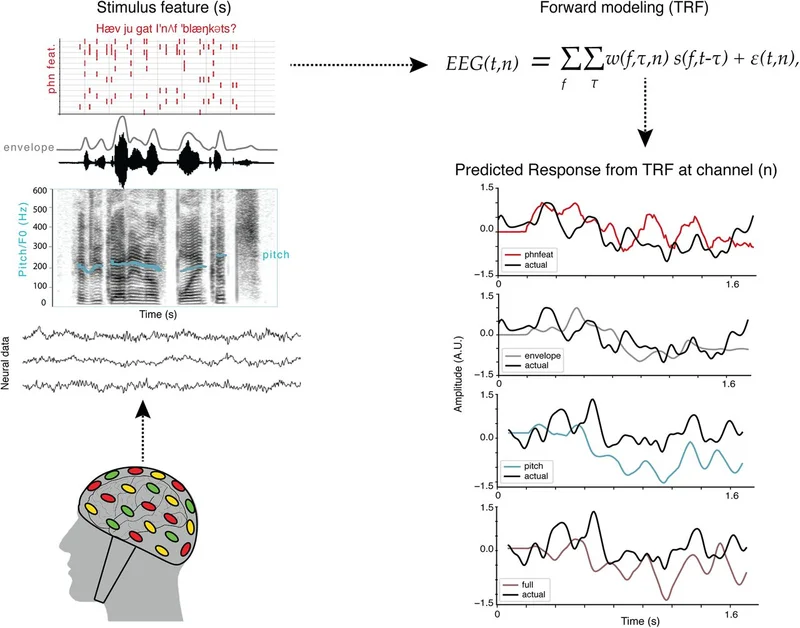 Stimulus feature (s)
Hæv ju gat I'nɅf 'blæŋkəts?
phn feat.
envelope
Pitch/F0 (Hz)
600
500
400
300
200
100
0
pitch
Time (s)
Neural data
Forward modeling (TRF)
EEG(t,n) = ∑ ∑ w(f,τ,n) s(f,t-τ) + ε(t,n),
f τ
Predicted Response from TRF at channel (n)
Amplitude (A.U.)
1.5
0.0
−1.5
phnfeat
actual
0 1.6
1.5
0.0
−1.5
envelope
actual
0 1.6
1.5
0.0
−1.5
pitch
actual
0 1.6
1.5
0.0
−1.5
full
actual
0 1.6
Time (s)